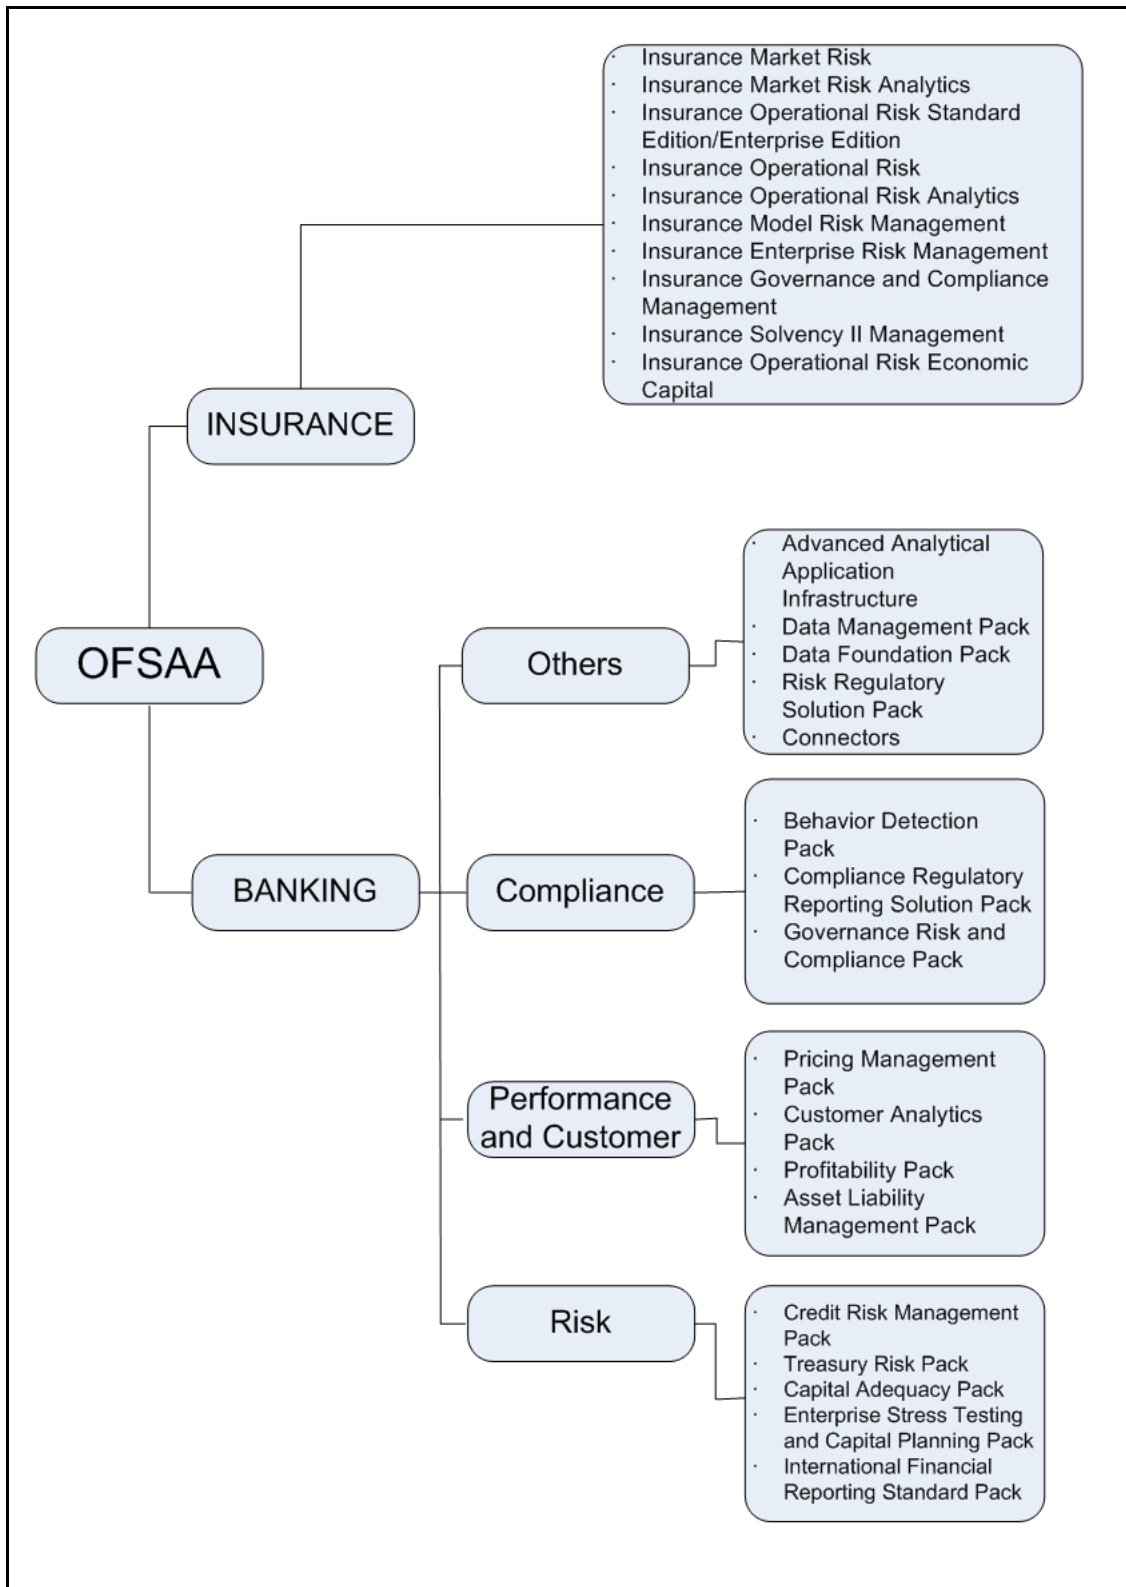 · Insurance Market Risk
· Insurance Market Risk Analytics
· Insurance Operational Risk Standard
Edition/Enterprise Edition
· Insurance Operational Risk
· Insurance Operational Risk Analytics
· Insurance Model Risk Management
· Insurance Enterprise Risk Management
· Insurance Governance and Compliance
Management
· Insurance Solvency II Management
· Insurance Operational Risk Economic
Capital
INSURANCE
OFSAA
BANKING
Others
· Advanced Analytical
Application
Infrastructure
· Data Management Pack
· Data Foundation Pack
· Risk Regulatory
Solution Pack
· Connectors
Compliance
· Behavior Detection
Pack
· Compliance Regulatory
Reporting Solution Pack
· Governance Risk and
Compliance Pack
Performance
and Customer
· Pricing Management
Pack
· Customer Analytics
Pack
· Profitability Pack
· Asset Liability
Management Pack
Risk
· Credit Risk Management
Pack
· Treasury Risk Pack
· Capital Adequacy Pack
· Enterprise Stress Testing
and Capital Planning Pack
· International Financial
Reporting Standard Pack